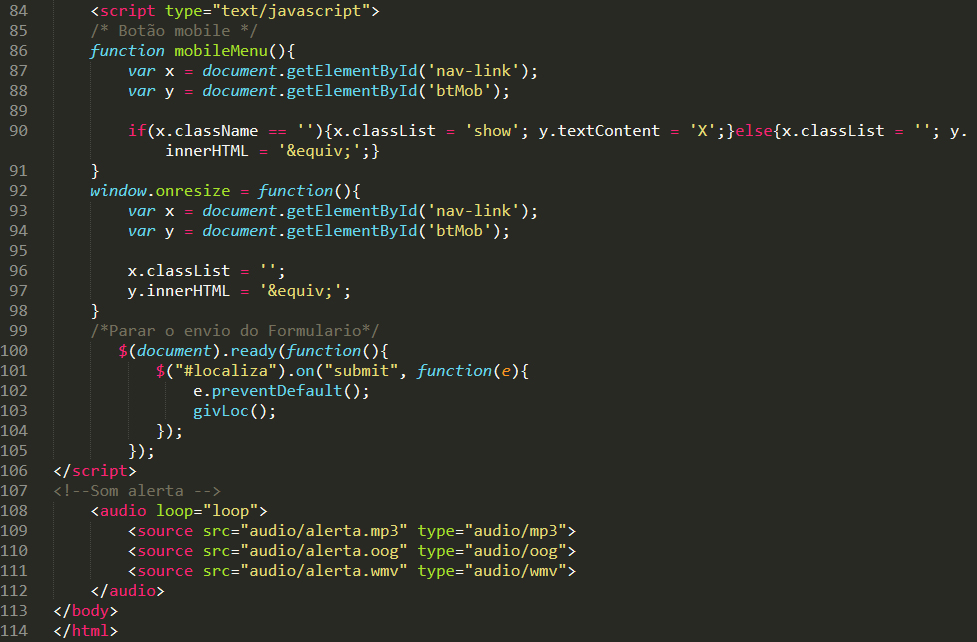 84 <script type="text/javascript">
85 /* Botão mobile */
86 function mobileMenu(){
87 var x = document.getElementById('nav-link');
88 var y = document.getElementById('btMob');
89
90 if(x.className == ''){x.classList = 'show'; y.textContent = 'X';}else{x.classList = ''; y.
innerHTML = '&equiv;';}
91 }
92 window.onresize = function(){
93 var x = document.getElementById('nav-link');
94 var y = document.getElementById('btMob');
95
96 x.classList = '';
97 y.innerHTML = '&equiv;';
98 }
99 /*Parar o envio do Formulario*/
100 $(document).ready(function(){
101 $("#localiza").on("submit", function(e){
102 e.preventDefault();
103 givLoc();
104 });
105 });
106 </script>
107 <!--Som alerta -->
108 <audio loop="loop">
109 <source src="audio/alerta.mp3" type="audio/mp3">
110 <source src="audio/alerta.oog" type="audio/oog">
111 <source src="audio/alerta.wmv" type="audio/wmv">
112 </audio>
113 </body>
114 </html>